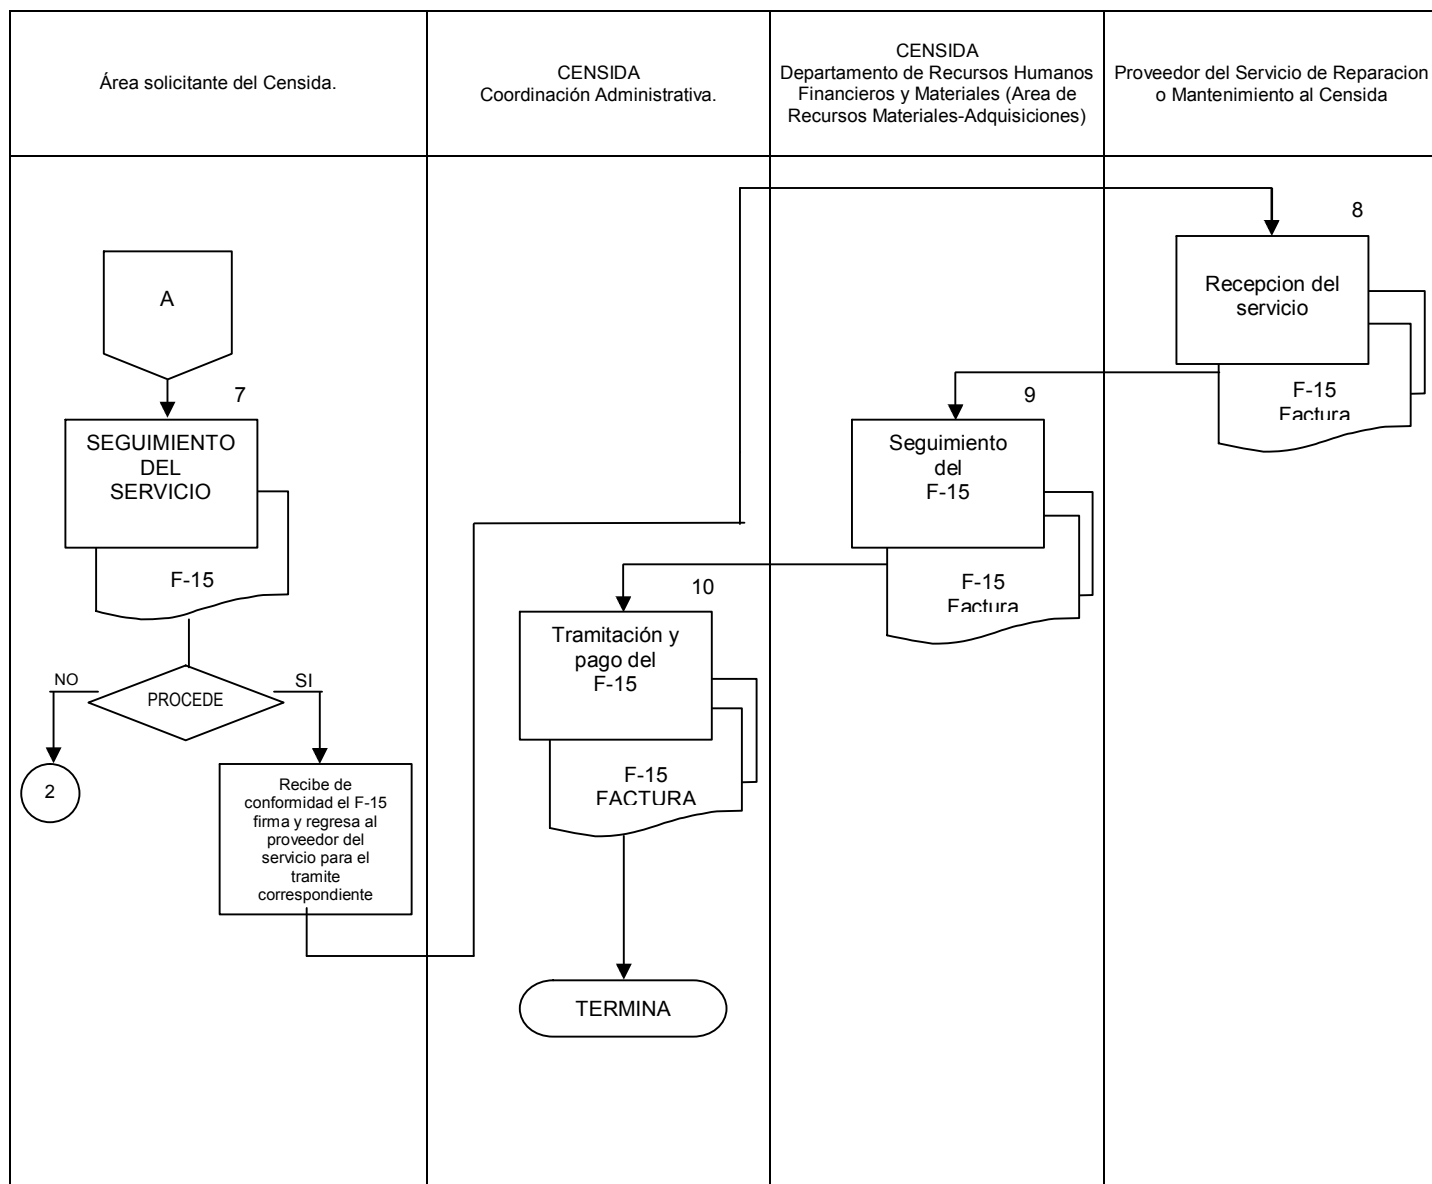 Área solicitante del Censida.
CENSIDA
Coordinación Administrativa.
CENSIDA
Departamento de Recursos Humanos
Financieros y Materiales (Area de
Recursos Materiales-Adquisiciones)
Proveedor del Servicio de Reparacion
o Mantenimiento al Censida
A
7
SEGUIMIENTO
DEL
SERVICIO
F-15
PROCEDE
NO
SI
2
Recibe de
conformidad el F-15
firma y regresa al
proveedor del
servicio para el
tramite
correspondiente
8
Recepcion del
servicio
F-15
Factura
9
Seguimiento
del
F-15
F-15
Factura
10
Tramitación y
pago del
F-15
F-15
FACTURA
TERMINA